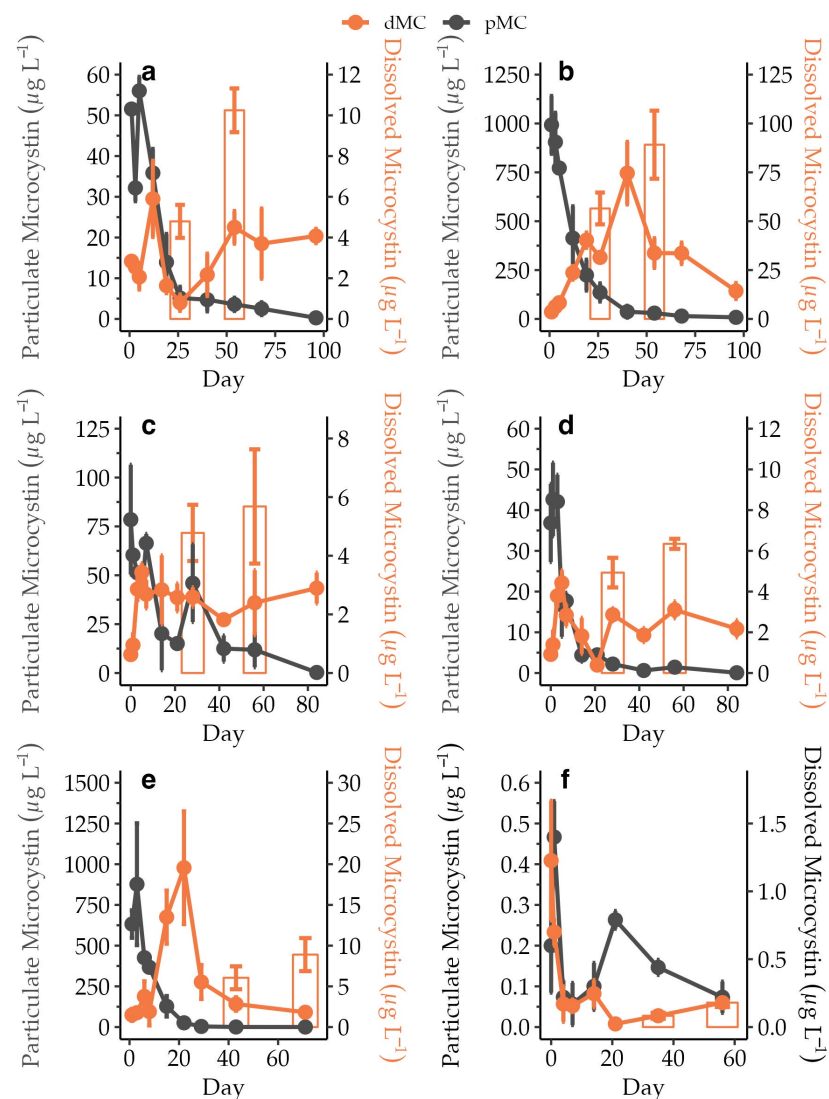 dMC pMC
a
Particulate Microcystin (µg L⁻¹)
60
50
40
30
20
10
0
12
10
8
6
4
2
0
Dissolved Microcystin (µg L⁻¹)
0 25 50 75 100
Day
b
Particulate Microcystin (µg L⁻¹)
1250
1000
750
500
250
0
125
100
75
50
25
0
Dissolved Microcystin (µg L⁻¹)
0 25 50 75 100
Day
c
Particulate Microcystin (µg L⁻¹)
125
100
75
50
25
0
8
6
4
2
0
Dissolved Microcystin (µg L⁻¹)
0 20 40 60 80
Day
d
Particulate Microcystin (µg L⁻¹)
60
50
40
30
20
10
0
12
10
8
6
4
2
0
Dissolved Microcystin (µg L⁻¹)
0 20 40 60 80
Day
e
Particulate Microcystin (µg L⁻¹)
1500
1250
1000
750
500
250
0
30
25
20
15
10
5
0
Dissolved Microcystin (µg L⁻¹)
0 20 40 60
Day
f
Particulate Microcystin (µg L⁻¹)
0.6
0.5
0.4
0.3
0.2
0.1
0.0
1.5
1.0
0.5
0.0
Dissolved Microcystin (µg L⁻¹)
0 20 40 60
Day